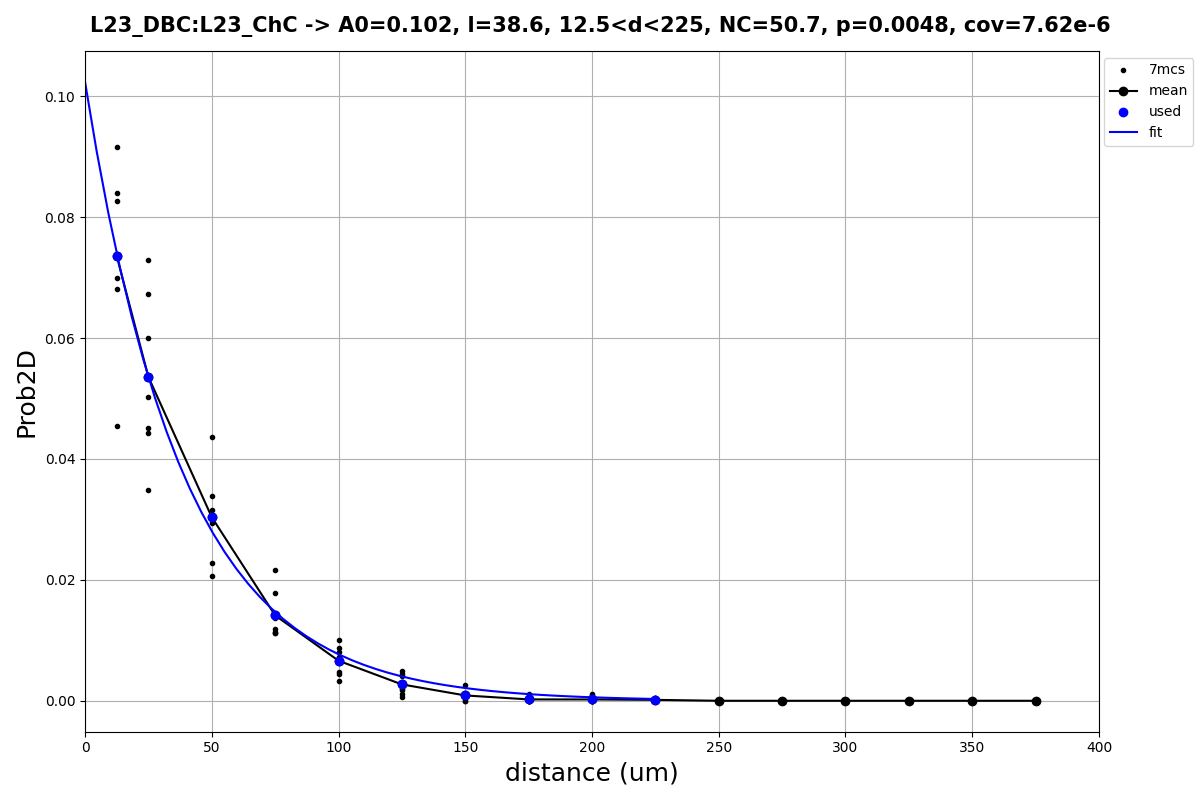 L23_DBC:L23_ChC -> A0=0.102, l=38.6, 12.5<d<225, NC=50.7, p=0.0048, cov=7.62e-6
7mcs
mean
used
fit
Prob2D
0.10
0.08
0.06
0.04
0.02
0.00
0 50 100 150 200 250 300 350 400
distance (um)